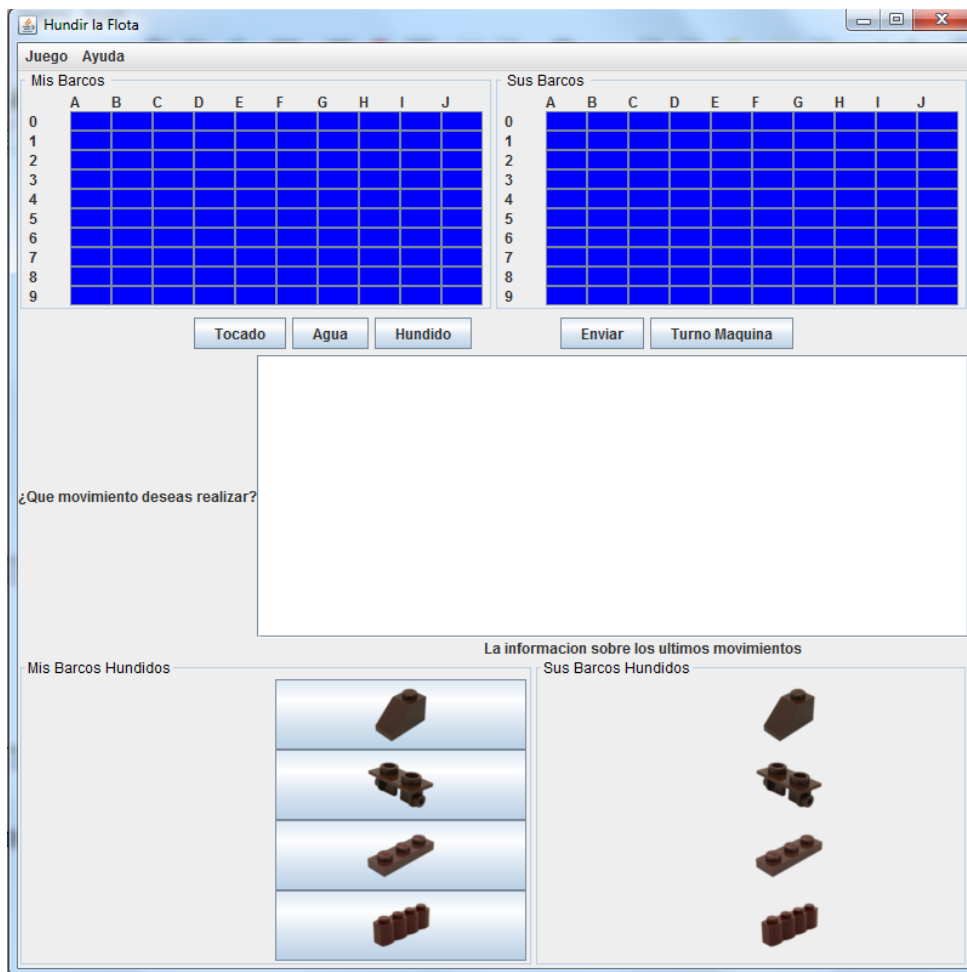 Hundir la Flota
Juego Ayuda
Mis Barcos
A B C D E F G H I J
0
1
2
3
4
5
6
7
8
9
Sus Barcos
A B C D E F G H I J
0
1
2
3
4
5
6
7
8
9
Tocado Agua Hundido Enviar Turno Maquina
¿Que movimiento deseas realizar?
La informacion sobre los ultimos movimientos
Mis Barcos Hundidos
Sus Barcos Hundidos